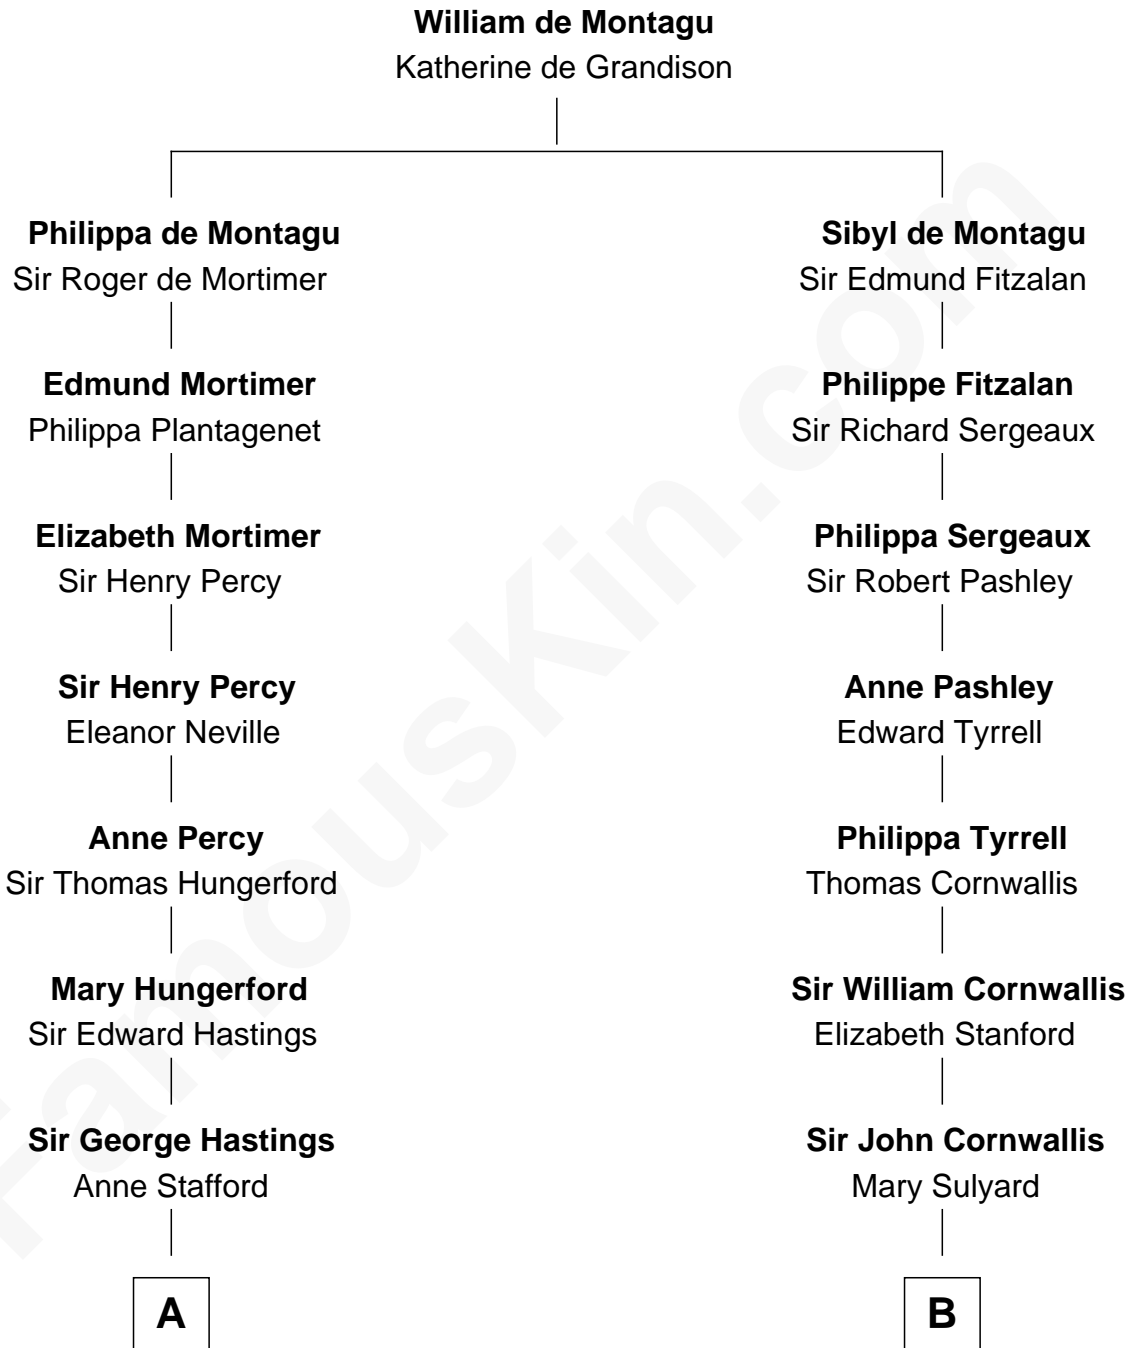 William de Montagu
Katherine de Grandison
Philippa de Montagu
Sir Roger de Mortimer
Sibyl de Montagu
Sir Edmund Fitzalan
Edmund Mortimer
Philippa Plantagenet
Philippe Fitzalan
Sir Richard Sergeaux
Elizabeth Mortimer
Sir Henry Percy
Philippa Sergeaux
Sir Robert Pashley
Sir Henry Percy
Eleanor Neville
Anne Pashley
Edward Tyrrell
Anne Percy
Sir Thomas Hungerford
Philippa Tyrrell
Thomas Cornwallis
Mary Hungerford
Sir Edward Hastings
Sir William Cornwallis
Elizabeth Stanford
Sir George Hastings
Anne Stafford
Sir John Cornwallis
Mary Sulyard
A
B
FamousKin.com